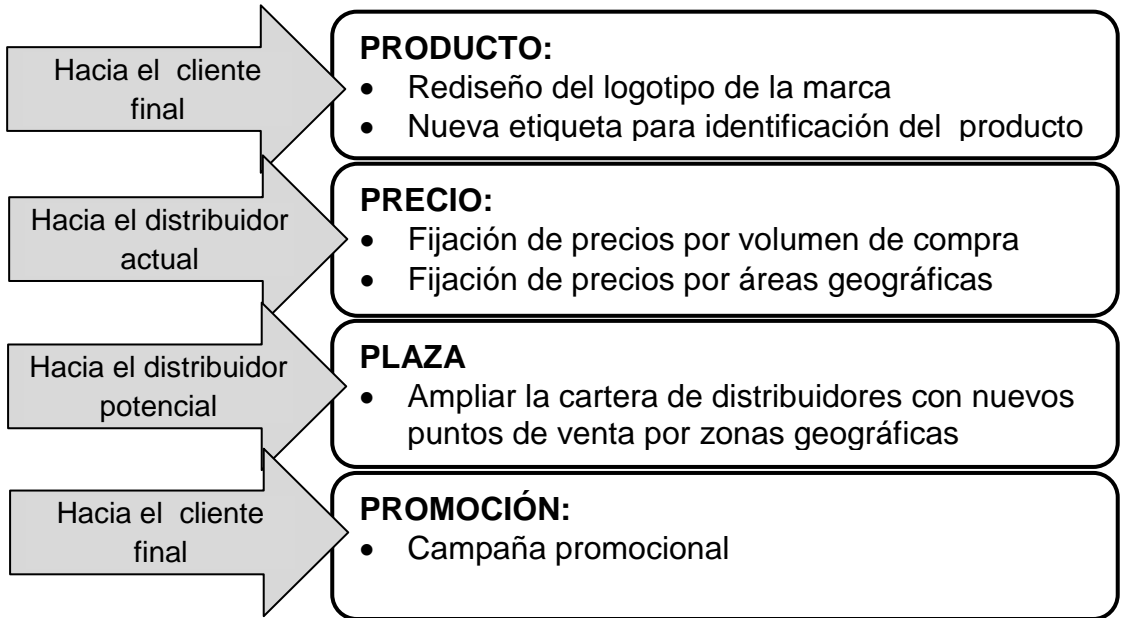 Hacia el cliente
final
PRODUCTO:
• Rediseño del logotipo de la marca
• Nueva etiqueta para identificación del producto
Hacia el distribuidor
actual
PRECIO:
• Fijación de precios por volumen de compra
• Fijación de precios por áreas geográficas
Hacia el distribuidor
potencial
PLAZA
• Ampliar la cartera de distribuidores con nuevos
puntos de venta por zonas geográficas
Hacia el cliente
final
PROMOCIÓN:
• Campaña promocional